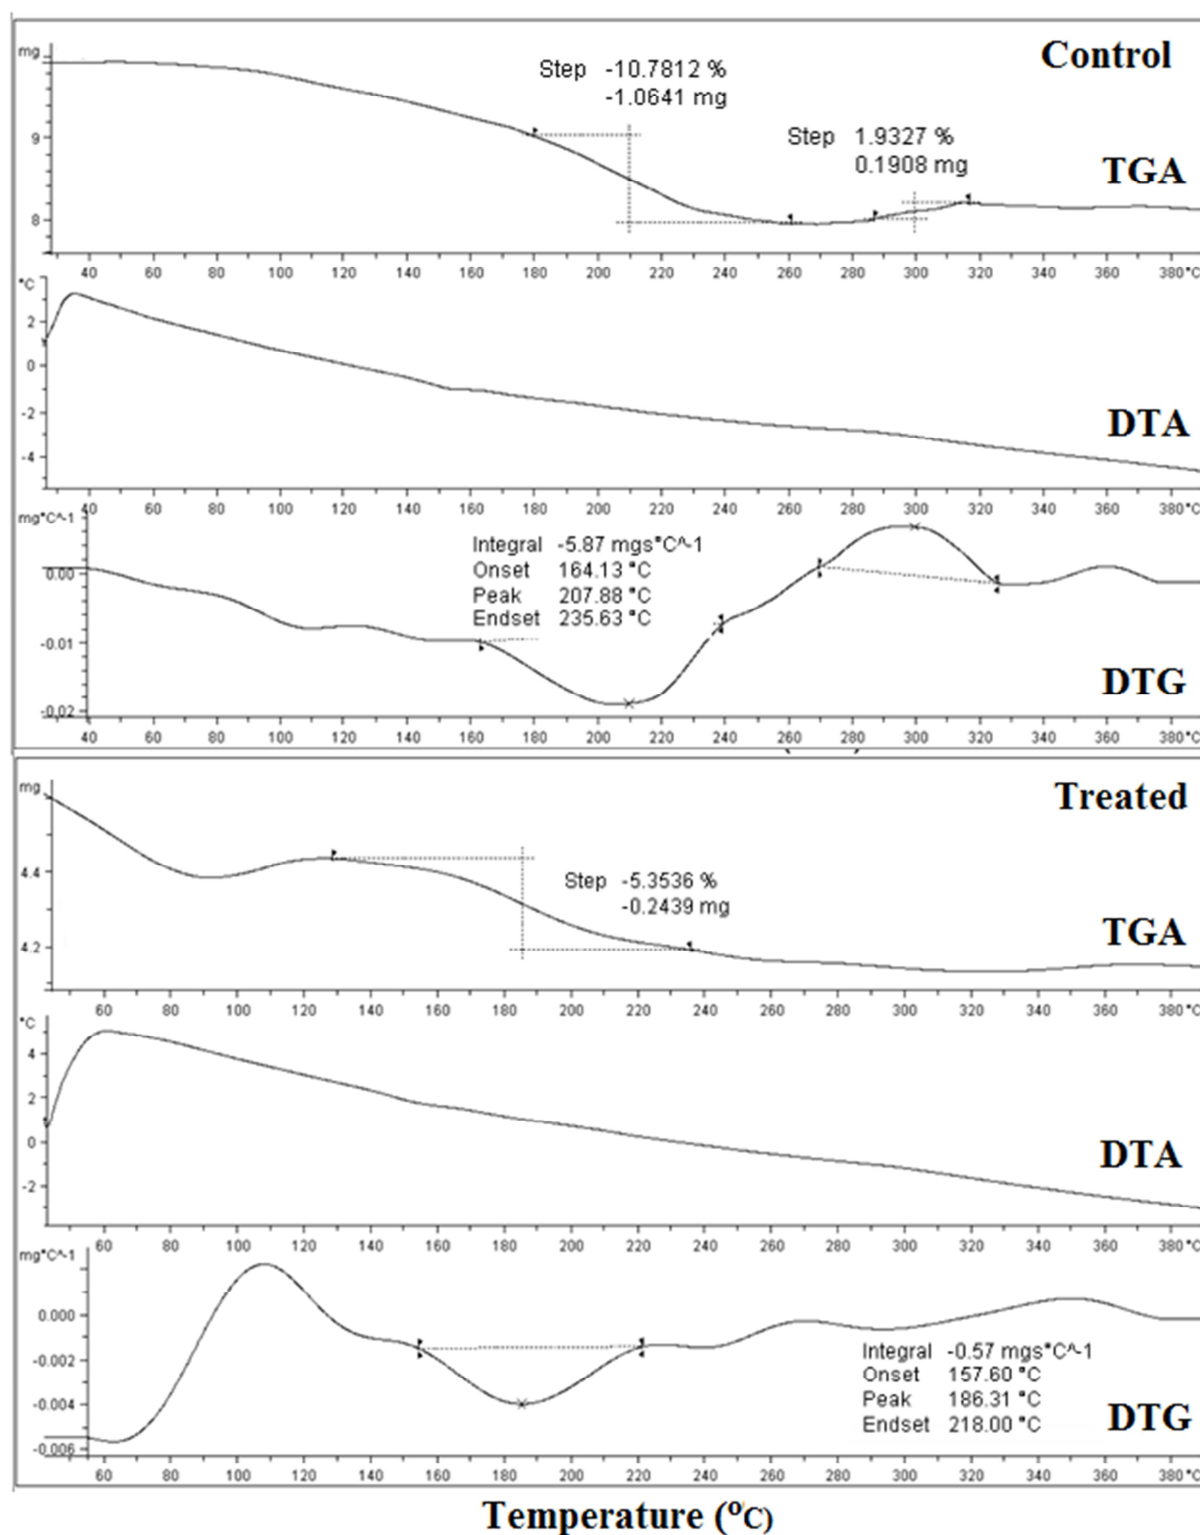 mg
Control
Step -10.7812 %
-1.0641 mg
Step 1.9327 %
0.1908 mg
TGA
9
8
40 60 80 100 120 140 160 180 200 220 240 260 280 300 320 340 360 380 °C
°C
2
0
-2
-4
DTA
40 60 80 100 120 140 160 180 200 220 240 260 280 300 320 340 360 380 °C
mg°C^-1
Integral -5.87 mgs°C^-1
Onset 164.13 °C
Peak 207.88 °C
Endset 235.63 °C
0.00
-0.01
-0.02
DTG
40 60 80 100 120 140 160 180 200 220 240 260 280 300 320 340 360 380 °C
mg
Treated
4.4
Step -5.3536 %
-0.2439 mg
4.2
TGA
60 80 100 120 140 160 180 200 220 240 260 280 300 320 340 360 380 °C
°C
4
2
0
-2
DTA
60 80 100 120 140 160 180 200 220 240 260 280 300 320 340 360 380 °C
mg°C^-1
0.000
-0.002
-0.004
-0.006
Integral -0.57 mgs°C^-1
Onset 157.60 °C
Peak 186.31 °C
Endset 218.00 °C
DTG
60 80 100 120 140 160 180 200 220 240 260 280 300 320 340 360 380 °C
Temperature (°C)